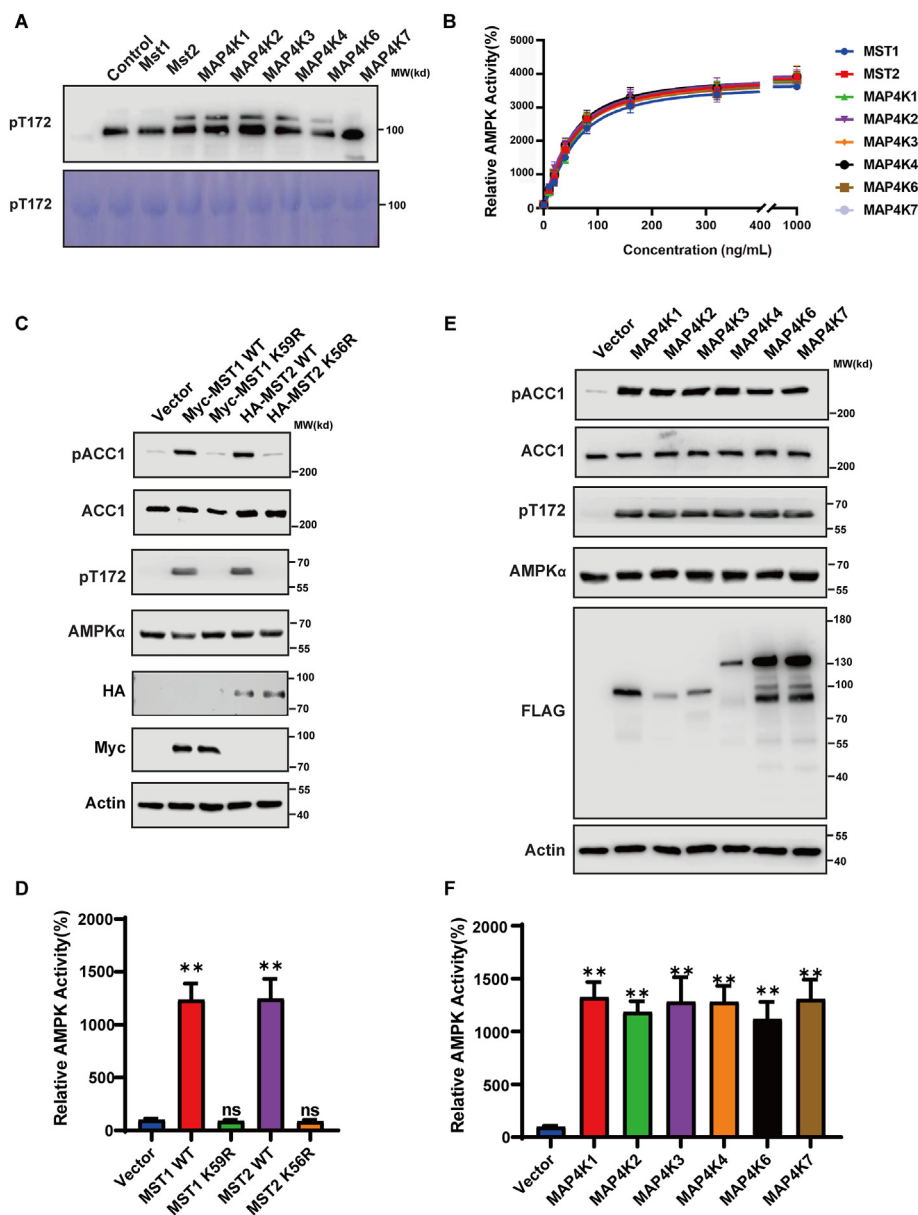 A
Control
Mst1
Mst2
MAP4K1
MAP4K2
MAP4K3
MAP4K4
MAP4K6
MAP4K7
MW(kd)
pT172
100
pT172
100
B
Relative AMPK Activity(%)
5000
4000
3000
2000
1000
0
0
100
200
300
400
1000
Concentration (ng/mL)
MST1
MST2
MAP4K1
MAP4K2
MAP4K3
MAP4K4
MAP4K6
MAP4K7
C
Vector
Myc-MST1 WT
Myc-MST1 K59R
HA-MST2 WT
HA-MST2 K56R
MW(kd)
pACC1
200
ACC1
200
pT172
70
55
AMPKα
70
55
HA
100
70
Myc
100
70
Actin
55
40
E
Vector
MAP4K1
MAP4K2
MAP4K3
MAP4K4
MAP4K6
MAP4K7
MW(kd)
pACC1
200
ACC1
200
pT172
70
55
AMPKα
70
55
FLAG
180
130
100
70
55
40
Actin
55
40
D
Relative AMPK Activity(%)
2000
1500
1000
500
0
**
ns
**
ns
Vector
MST1 WT
MST1 K59R
MST2 WT
MST2 K56R
F
Relative AMPK Activity(%)
2000
1500
1000
500
0
**
**
**
**
**
**
Vector
MAP4K1
MAP4K2
MAP4K3
MAP4K4
MAP4K6
MAP4K7